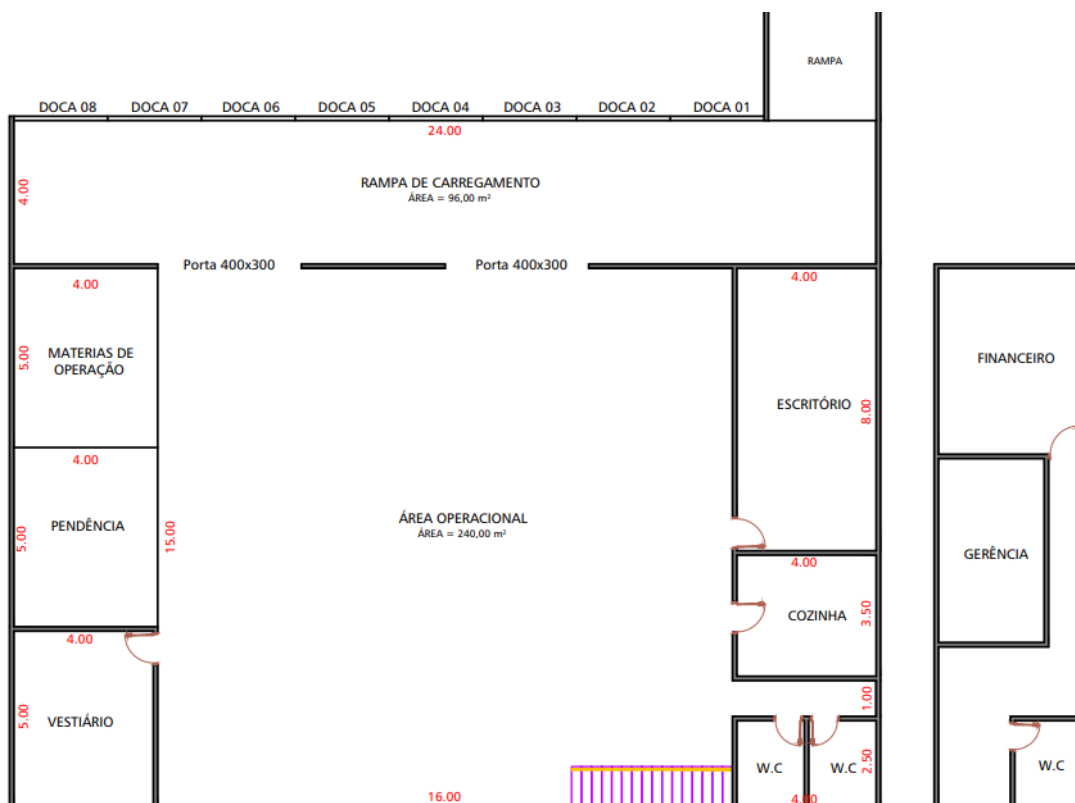 RAMPA
DOCA 08
DOCA 07
DOCA 06
DOCA 05
DOCA 04
DOCA 03
DOCA 02
DOCA 01
24.00
4.00
RAMPA DE CARREGAMENTO
ÁREA = 96,00 m²
Porta 400x300
Porta 400x300
4.00
4.00
5.00
MATERIAS DE
OPERAÇÃO
FINANCEIRO
ESCRITÓRIO
8.00
4.00
5.00
PENDÊNCIA
15.00
ÁREA OPERACIONAL
ÁREA = 240,00 m²
GERÊNCIA
4.00
COZINHA
3.50
4.00
5.00
VESTIÁRIO
1.00
W.C
W.C
2.50
W.C
16.00
4.00